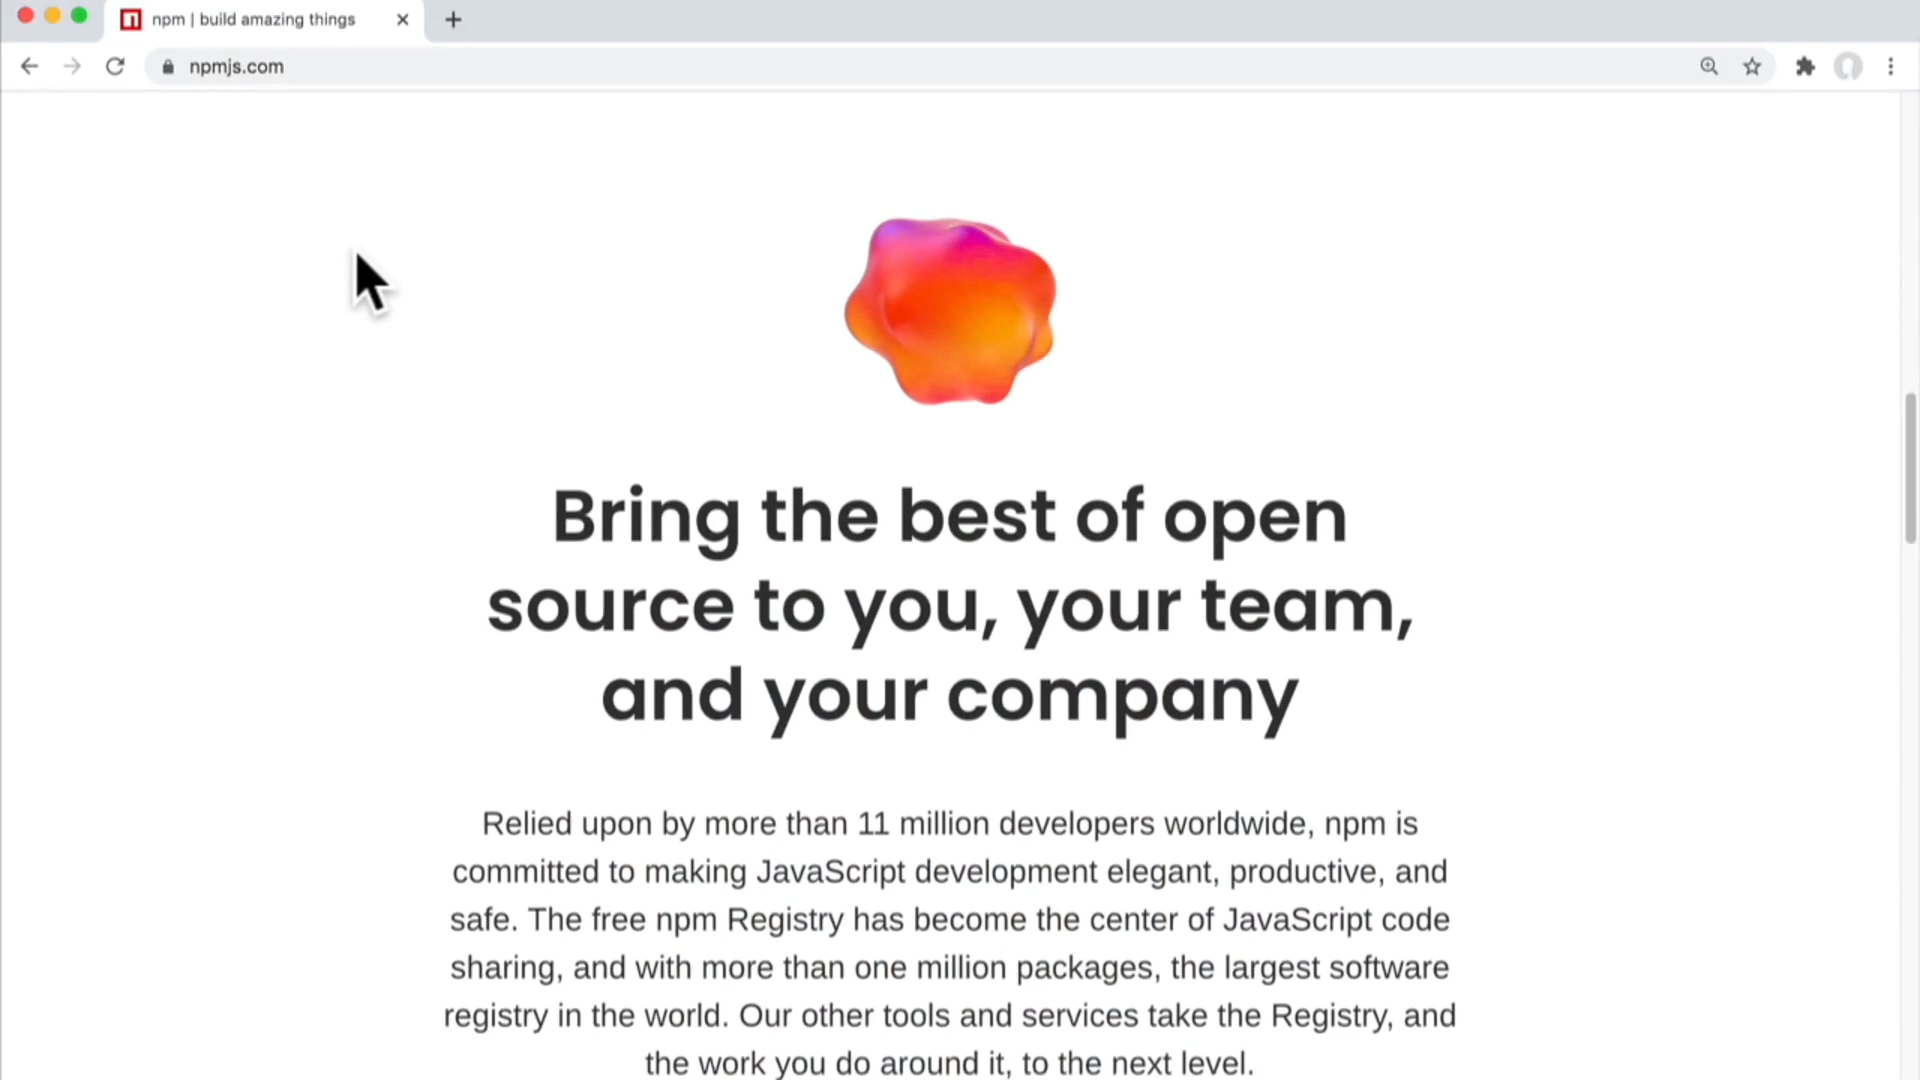 npm | build amazing things
npmjs.com
Bring the best of open
source to you, your team,
and your company
Relied upon by more than 11 million developers worldwide, npm is
committed to making JavaScript development elegant, productive, and
safe. The free npm Registry has become the center of JavaScript code
sharing, and with more than one million packages, the largest software
registry in the world. Our other tools and services take the Registry, and
the work you do around it, to the next level.